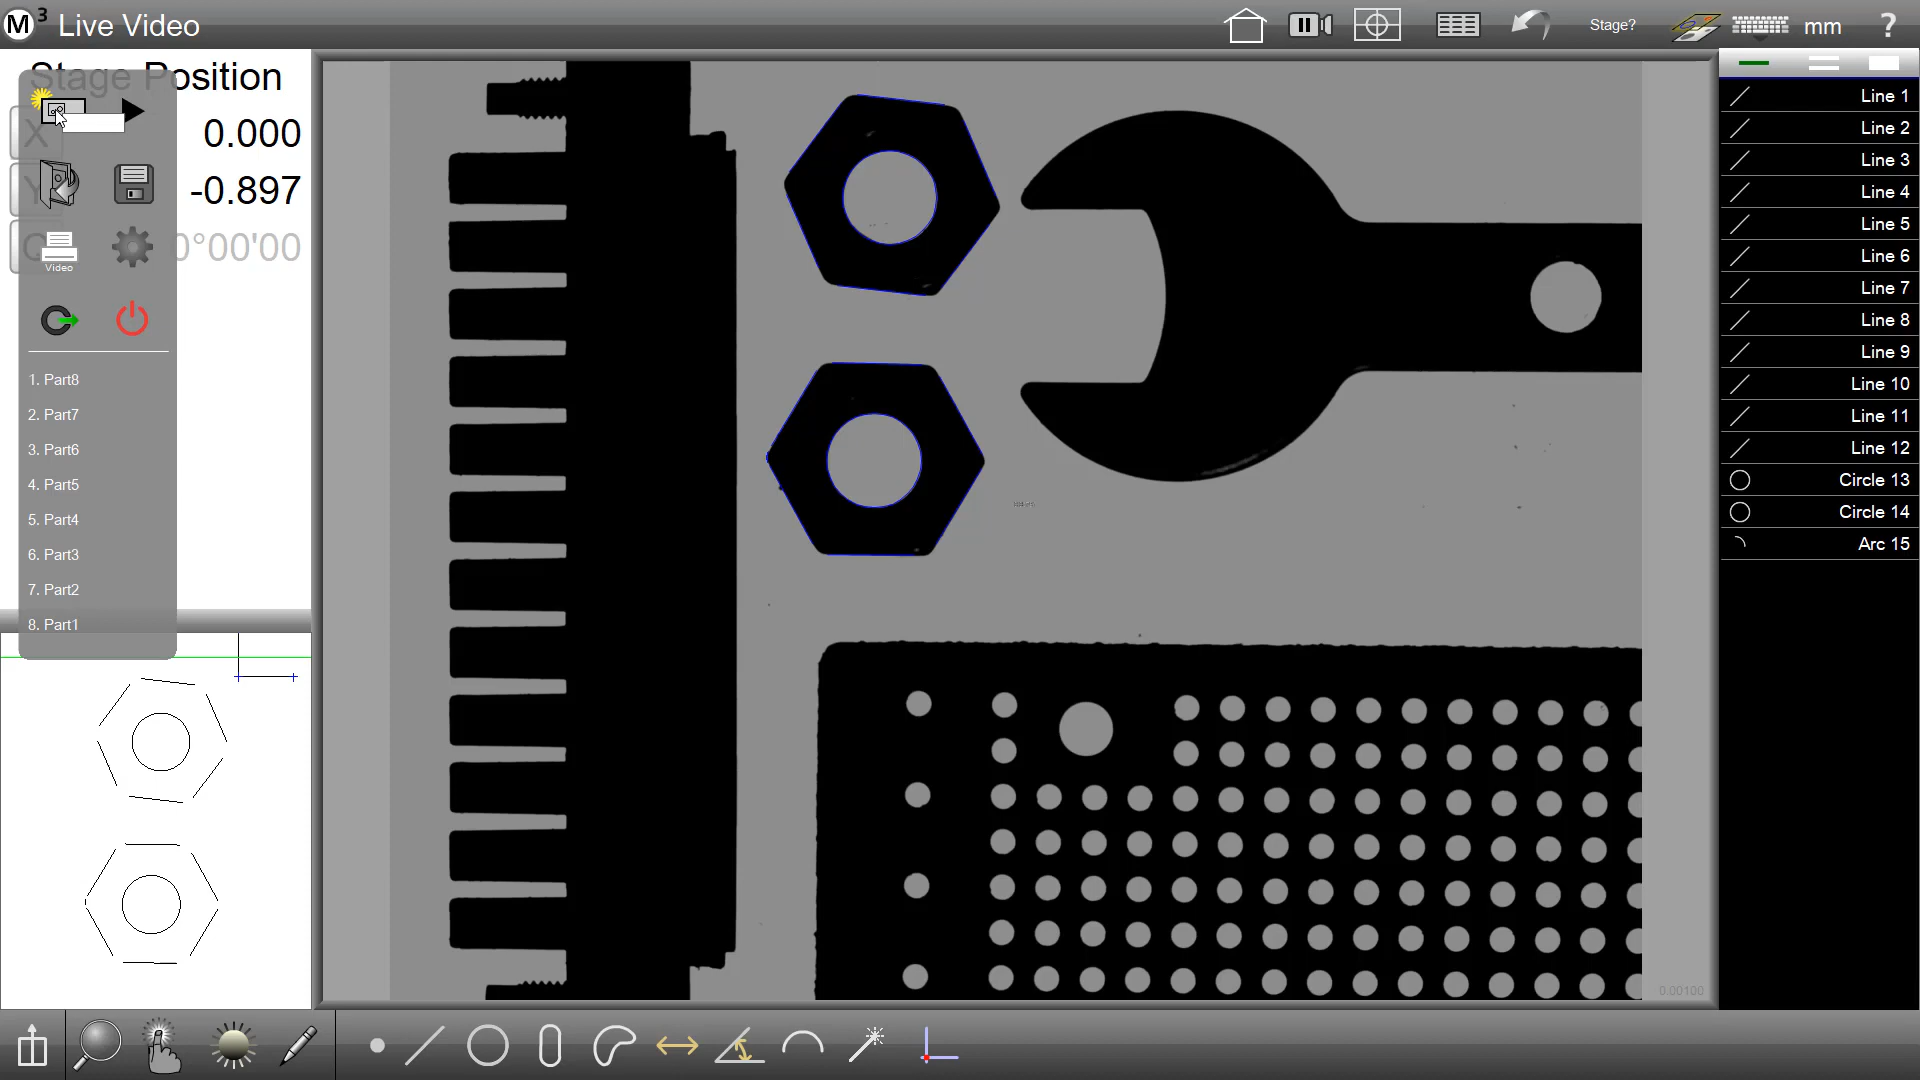 M3 Live Video
Stage?
mm
?
Stage Position
X 0.000
Y -0.897
0°00'00
Video
1. Part8
2. Part7
3. Part6
4. Part5
5. Part4
6. Part3
7. Part2
8. Part1
Line 1
Line 2
Line 3
Line 4
Line 5
Line 6
Line 7
Line 8
Line 9
Line 10
Line 11
Line 12
Circle 13
Circle 14
Arc 15
0.00100